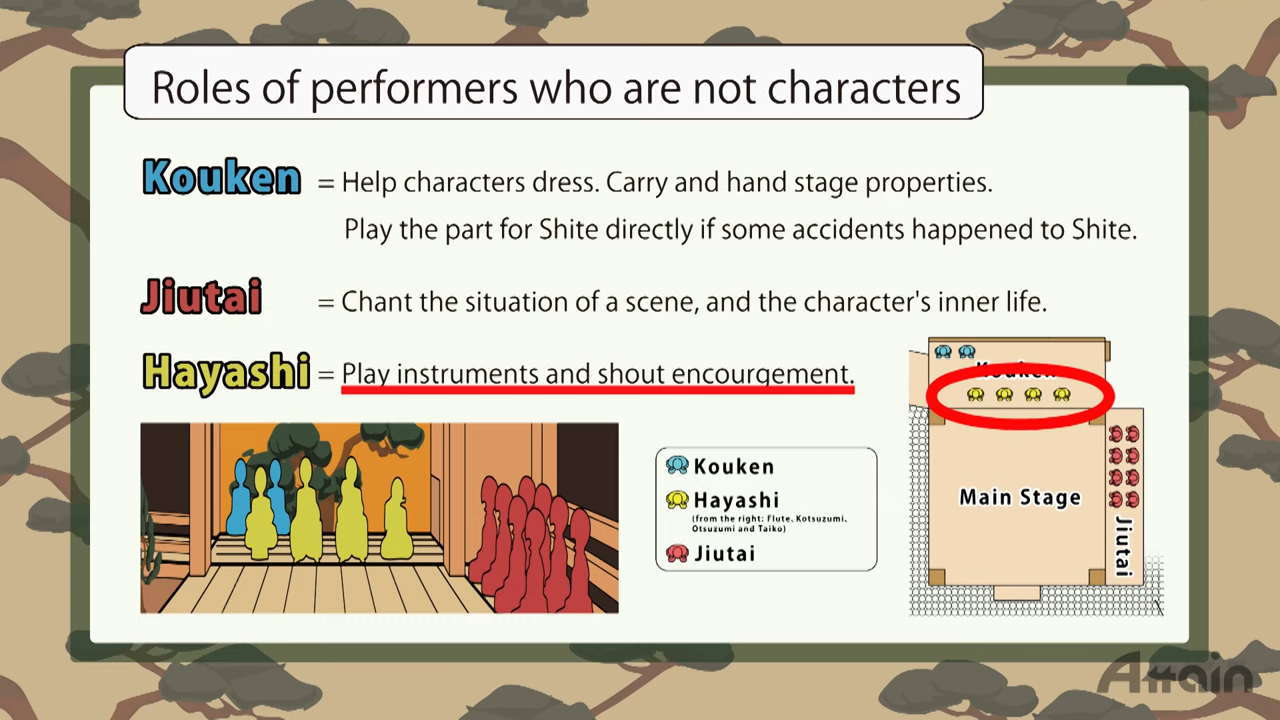 Roles of performers who are not characters
Kouken = Help characters dress. Carry and hand stage properties.
Play the part for Shite directly if some accidents happened to Shite.
Jiutai = Chant the situation of a scene, and the character's inner life.
Hayashi = Play instruments and shout encourgement.
Kouken
Hayashi
(from the right: Flute, Kotsuzumi,
Otsuzumi and Taiko)
Jiutai
Kouken
Main Stage
Jiutai
Attain